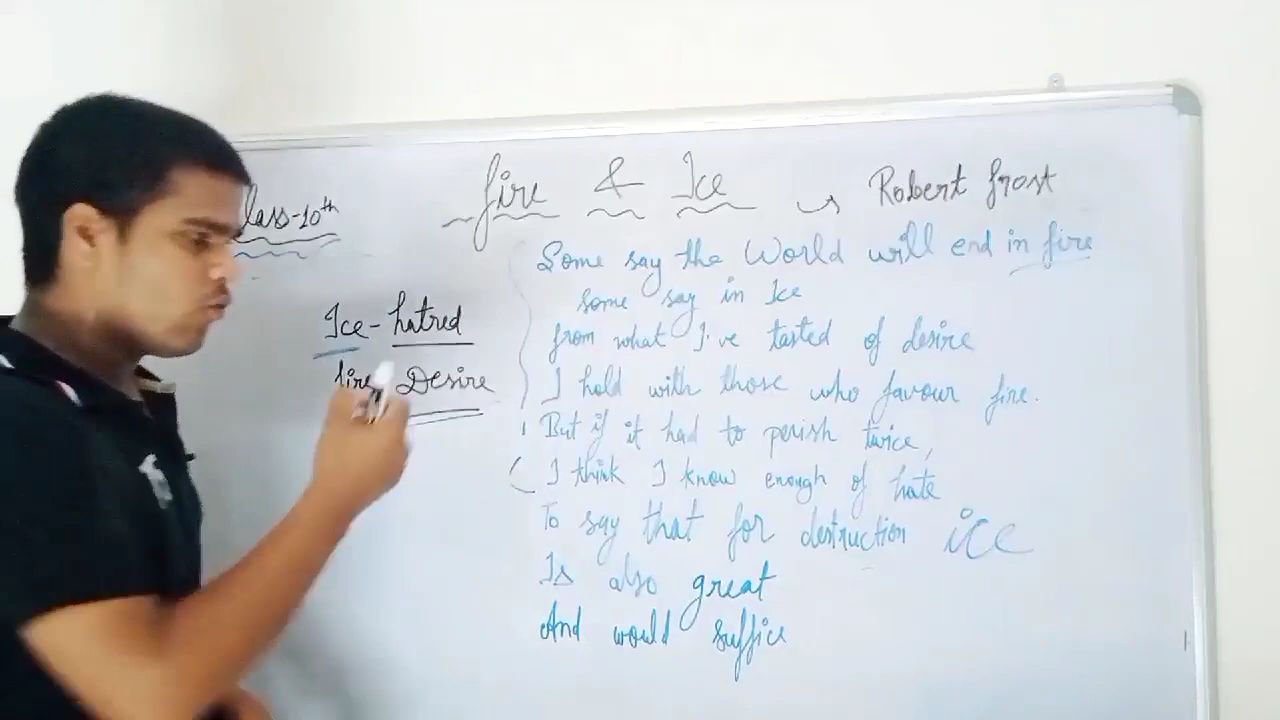 fire & Ice → Robert frost
lass-10th
Some say the World will end in fire
some say in Ice
Ice - hatred
from what I've tasted of desire
fire Desire
I hold with those who favour fire.
But if it had to perish twice,
I think I know enough of hate
To say that for destruction ice
Is also great
And would suffice